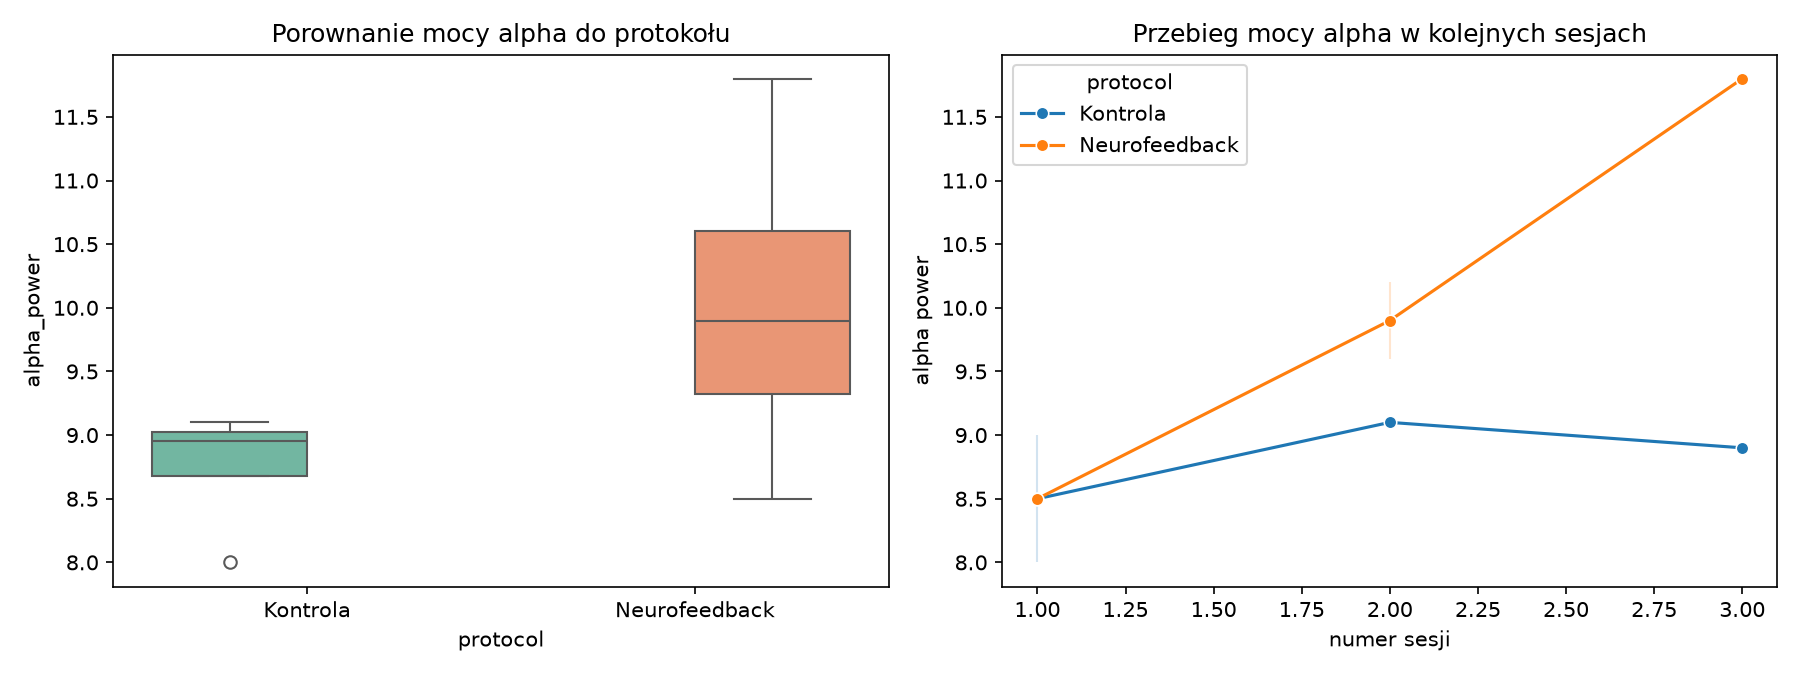 Porownanie mocy alpha do protokołu
alpha_power
11.5
11.0
10.5
10.0
9.5
9.0
8.5
8.0
Kontrola
Neurofeedback
protocol
Przebieg mocy alpha w kolejnych sesjach
protocol
Kontrola
Neurofeedback
alpha power
11.5
11.0
10.5
10.0
9.5
9.0
8.5
8.0
1.00 1.25 1.50 1.75 2.00 2.25 2.50 2.75 3.00
numer sesji